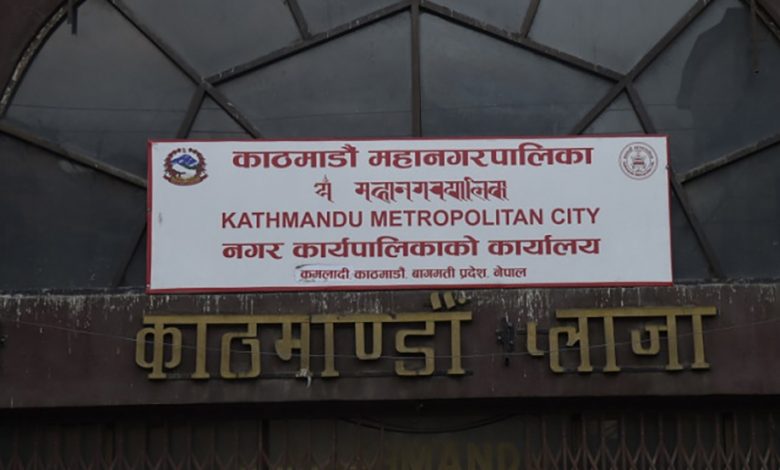 काठमाडौं महानगरपालिका
KATHMANDU METROPOLITAN CITY
नगर कार्यपालिकाको कार्यालय
कमलादी काठमाडौं, बागमती प्रदेश, नेपाल
काठमाण्डौं प्लाजा